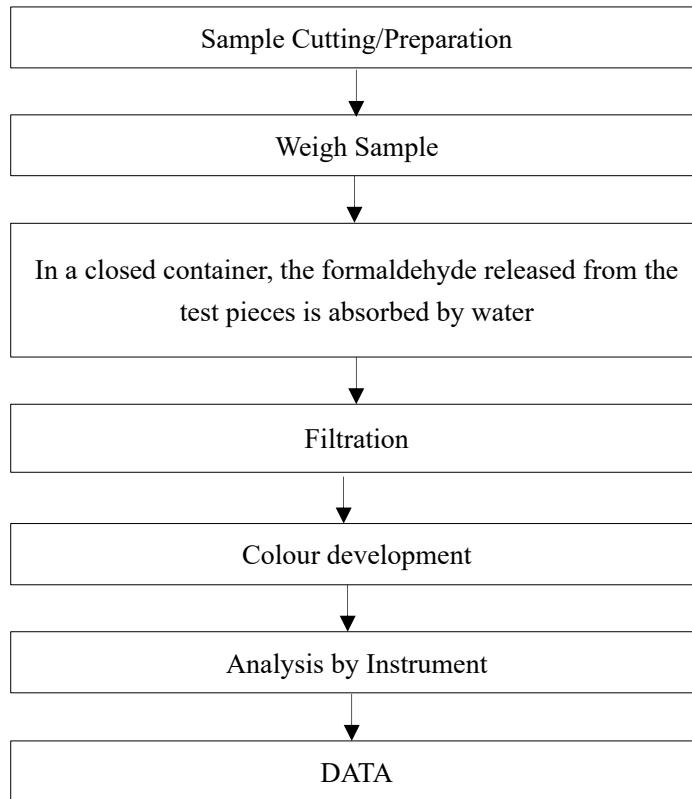 Sample Cutting/Preparation
Weigh Sample
In a closed container, the formaldehyde released from the
test pieces is absorbed by water
Filtration
Colour development
Analysis by Instrument
DATA